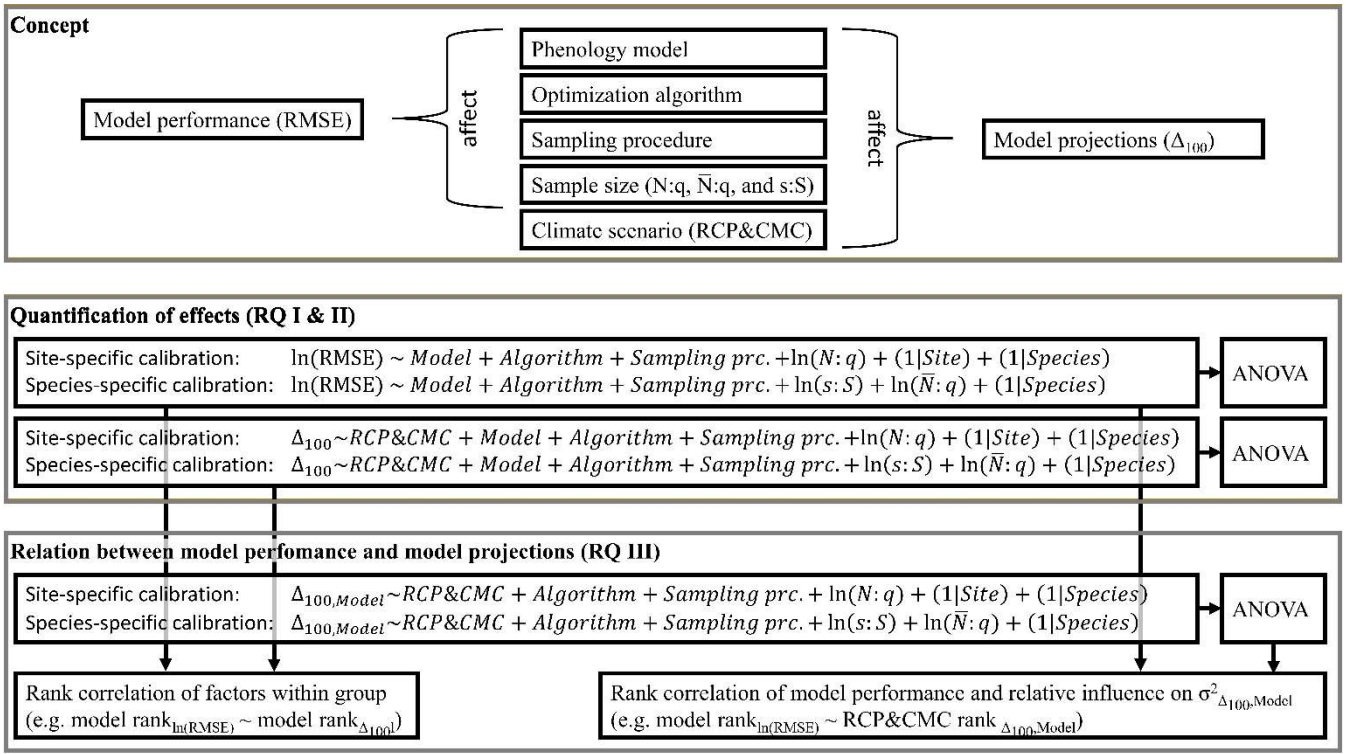 Concept
Phenology model
Optimization algorithm
Model performance (RMSE)
affect
Sampling procedure
affect
Model projections (Δ₁₀₀)
Sample size (N:q, N̅:q, and s:S)
Climate scenario (RCP&CMC)
Quantification of effects (RQ I & II)
Site-specific calibration: ln(RMSE) ~ Model + Algorithm + Sampling prc. +ln(N: q) + (1|Site) + (1|Species)
Species-specific calibration: ln(RMSE) ~ Model + Algorithm + Sampling prc. + ln(s: S) + ln(N̅: q) + (1|Species)
ANOVA
Site-specific calibration: Δ₁₀₀~RCP&CMC + Model + Algorithm + Sampling prc. +ln(N: q) + (1|Site) + (1|Species)
Species-specific calibration: Δ₁₀₀~RCP&CMC + Model + Algorithm + Sampling prc. + ln(s: S) + ln(N̅: q) + (1|Species)
ANOVA
Relation between model perfomance and model projections (RQ III)
Site-specific calibration: Δ100,Model~RCP&CMC + Algorithm + Sampling prc. + ln(N: q) + (1|Site) + (1|Species)
Species-specific calibration: Δ100,Model~RCP&CMC + Algorithm + Sampling prc. + ln(s: S) + ln(N̅: q) + (1|Species)
ANOVA
Rank correlation of factors within group
(e.g. model rankln(RMSE) ~ model rankΔ100l)
Rank correlation of model performance and relative influence on σ²Δ100,Model
(e.g. model rankln(RMSE) ~ RCP&CMC rank Δ100,Model)